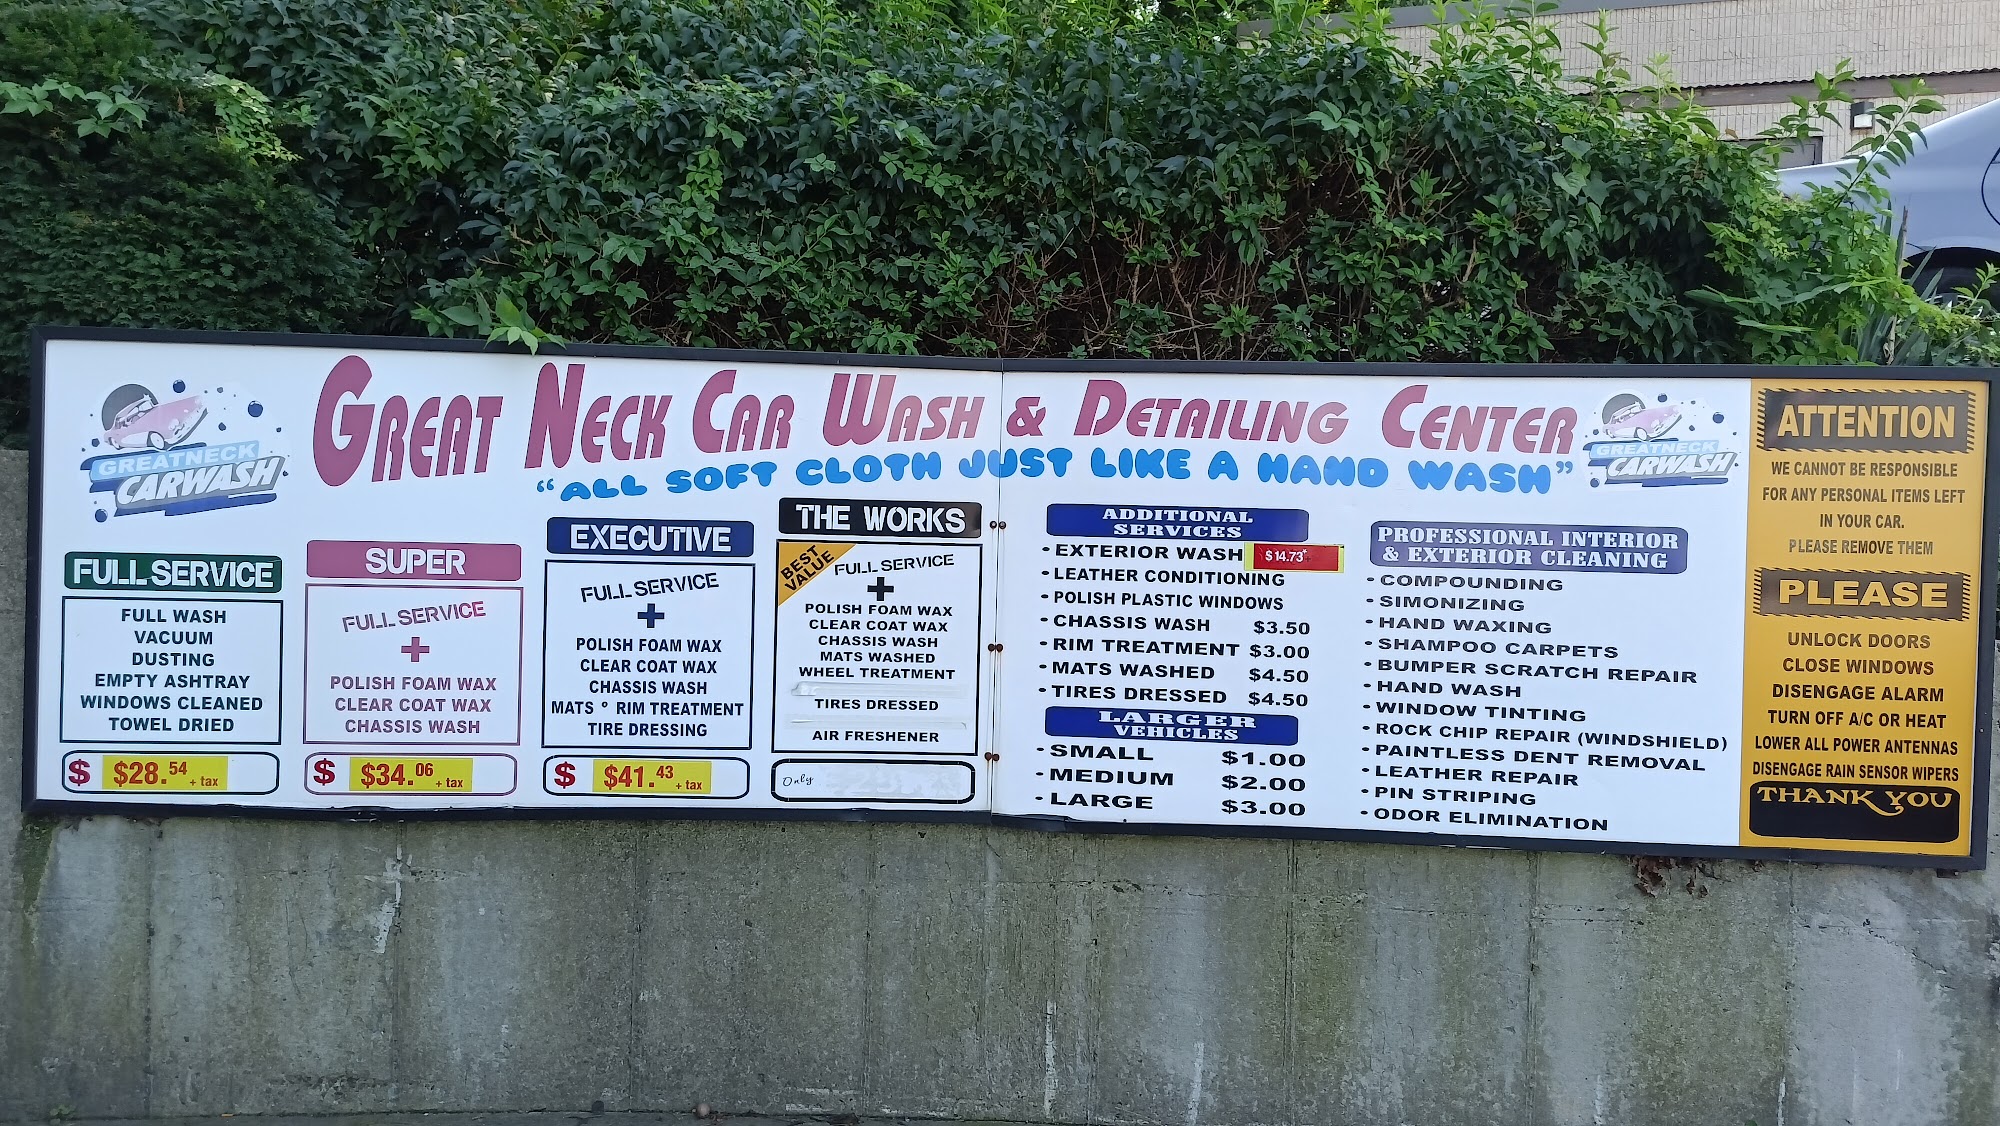 GREATNECK
CARWASH
GREAT NECK CAR WASH & DETAILING CENTER
"ALL SOFT CLOTH JUST LIKE A HAND WASH"
GREATNECK
CARWASH
FULL SERVICE
FULL WASH
VACUUM
DUSTING
EMPTY ASHTRAY
WINDOWS CLEANED
TOWEL DRIED
$ $28.54 + tax
SUPER
FULL SERVICE
+
POLISH FOAM WAX
CLEAR COAT WAX
CHASSIS WASH
$ $34.06 + tax
EXECUTIVE
FULL SERVICE
+
POLISH FOAM WAX
CLEAR COAT WAX
CHASSIS WASH
MATS ° RIM TREATMENT
TIRE DRESSING
$ $41.43 + tax
THE WORKS
BEST
VALUE
FULL SERVICE
+
POLISH FOAM WAX
CLEAR COAT WAX
CHASSIS WASH
MATS WASHED
WHEEL TREATMENT
TIRES DRESSED
AIR FRESHENER
Only
ADDITIONAL
SERVICES
• EXTERIOR WASH $14.73*
• LEATHER CONDITIONING
• POLISH PLASTIC WINDOWS
• CHASSIS WASH $3.50
• RIM TREATMENT $3.00
• MATS WASHED $4.50
• TIRES DRESSED $4.50
LARGER
VEHICLES
• SMALL $1.00
• MEDIUM $2.00
• LARGE $3.00
PROFESSIONAL INTERIOR
& EXTERIOR CLEANING
• COMPOUNDING
• SIMONIZING
• HAND WAXING
• SHAMPOO CARPETS
• BUMPER SCRATCH REPAIR
• HAND WASH
• WINDOW TINTING
• ROCK CHIP REPAIR (WINDSHIELD)
• PAINTLESS DENT REMOVAL
• LEATHER REPAIR
• PIN STRIPING
• ODOR ELIMINATION
ATTENTION
WE CANNOT BE RESPONSIBLE
FOR ANY PERSONAL ITEMS LEFT
IN YOUR CAR.
PLEASE REMOVE THEM
PLEASE
UNLOCK DOORS
CLOSE WINDOWS
DISENGAGE ALARM
TURN OFF A/C OR HEAT
LOWER ALL POWER ANTENNAS
DISENGAGE RAIN SENSOR WIPERS
THANK YOU